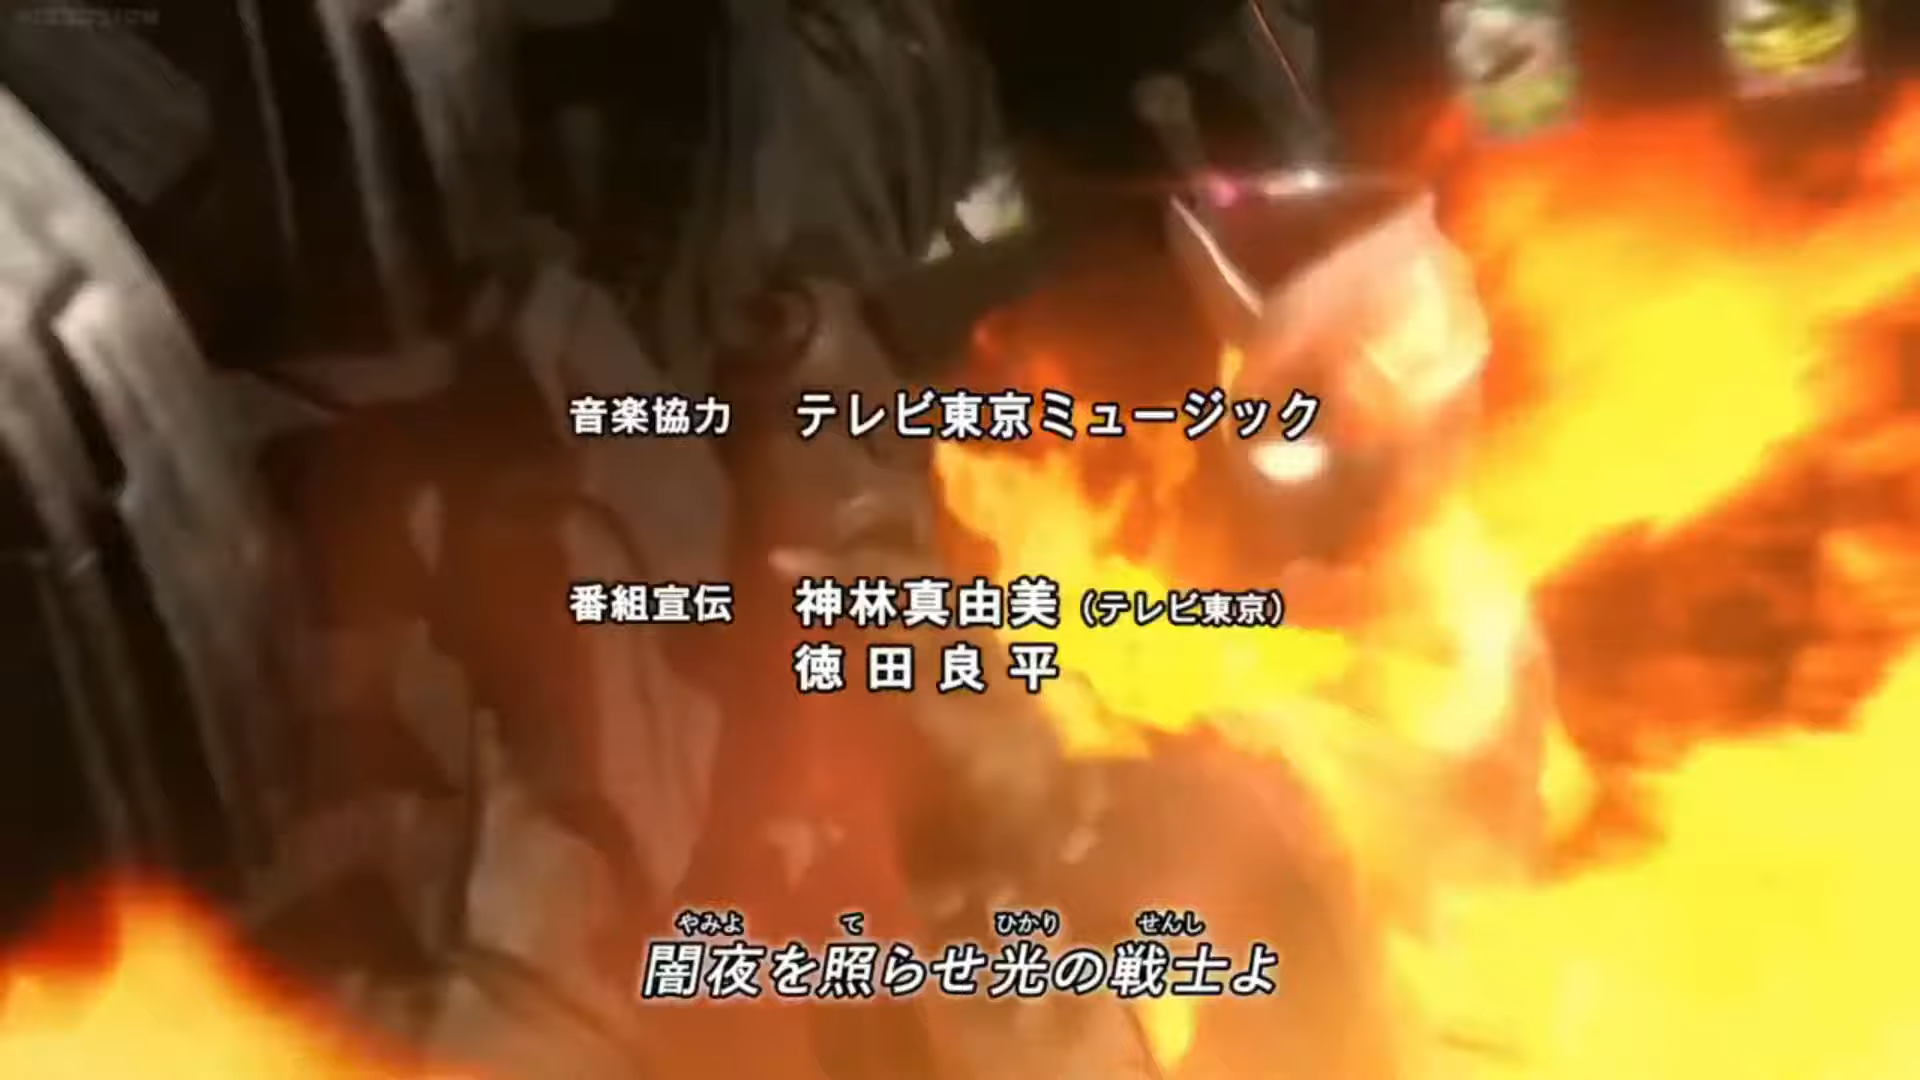 音楽協力 テレビ東京ミュージック
番組宣伝 神林真由美（テレビ東京）
徳田良平
やみよ て ひかり せんし
闇夜を照らせ光の戦士よ